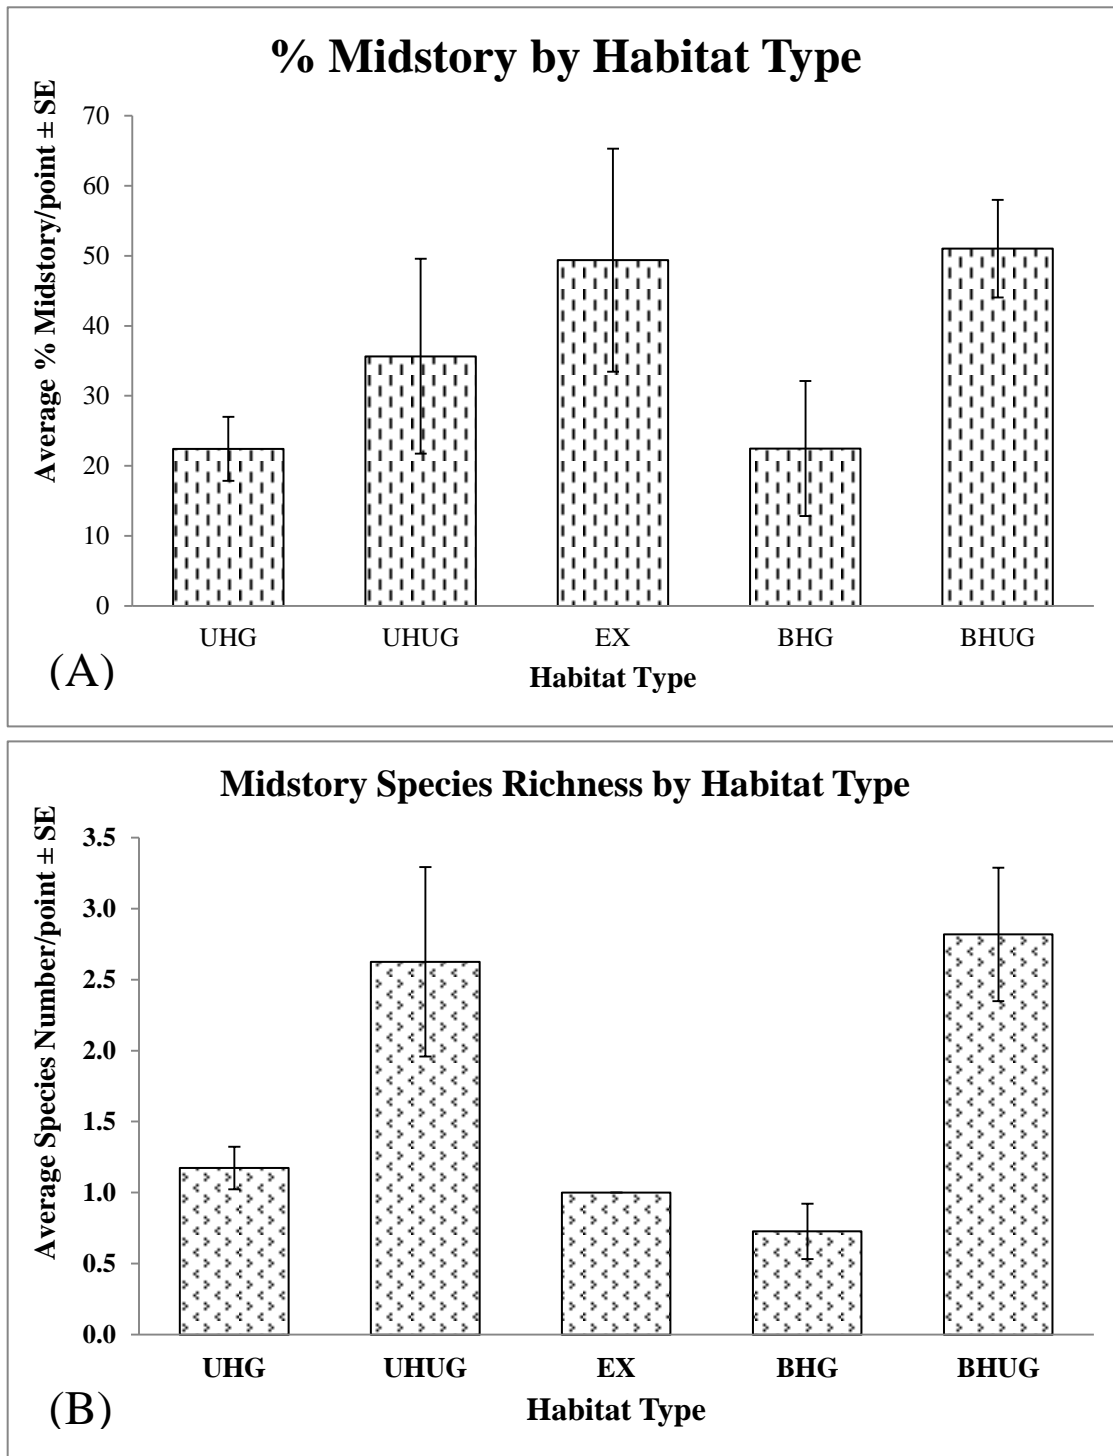 % Midstory by Habitat Type
Average % Midstory/point ± SE
70
60
50
40
30
20
10
0
UHG UHUG EX BHG BHUG
Habitat Type
(A)
Midstory Species Richness by Habitat Type
Average Species Number/point ± SE
3.5
3.0
2.5
2.0
1.5
1.0
0.5
0.0
UHG UHUG EX BHG BHUG
Habitat Type
(B)